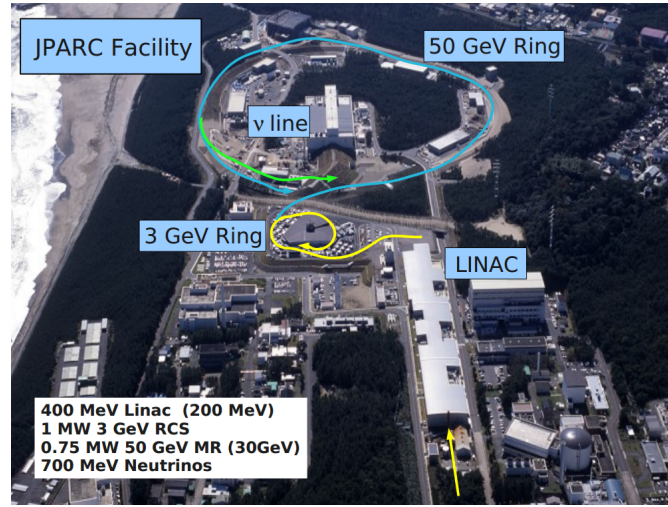 JPARC Facility
50 GeV Ring
ν line
3 GeV Ring
LINAC
400 MeV Linac (200 MeV)
1 MW 3 GeV RCS
0.75 MW 50 GeV MR (30GeV)
700 MeV Neutrinos